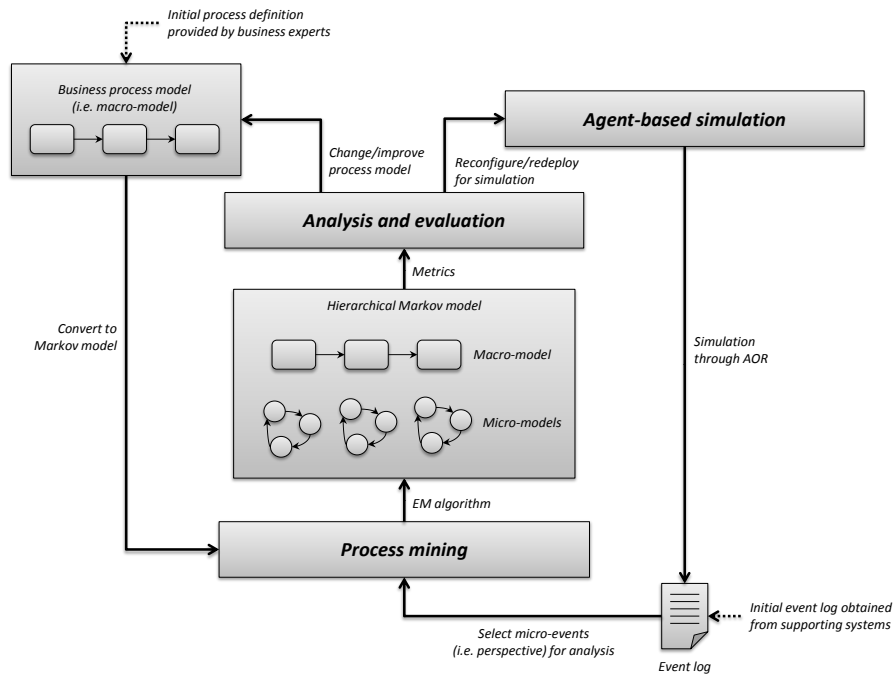 Initial process definition
provided by business experts
Business process model
(i.e. macro-model)
Agent-based simulation
Change/improve
process model
Reconfigure/redeploy
for simulation
Analysis and evaluation
Metrics
Hierarchical Markov model
Convert to
Markov model
Macro-model
Simulation
through AOR
Micro-models
EM algorithm
Process mining
Initial event log obtained
from supporting systems
Select micro-events
(i.e. perspective) for analysis
Event log